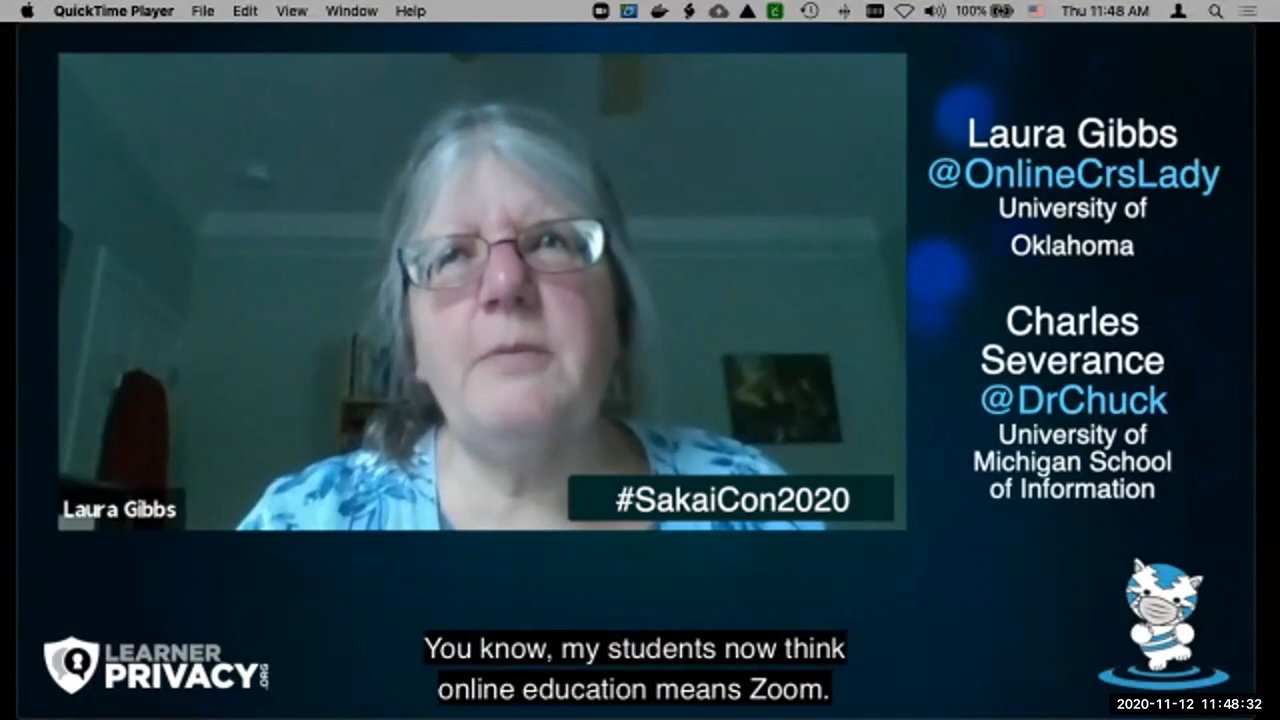 QuickTime Player File Edit View Window Help 100% Thu 11:48 AM
Laura Gibbs
@OnlineCrsLady
University of
Oklahoma
Charles
Severance
@DrChuck
University of
Michigan School
of Information
#SakaiCon2020
Laura Gibbs
LEARNER
PRIVACY.ORG
You know, my students now think
online education means Zoom.
2020-11-12 11:48:32